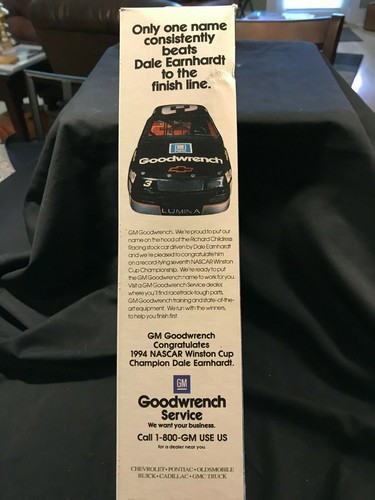 Only one name
consistently
beats
Dale Earnhardt
to the
finish line.
3
GM
Goodwrench
3
LUMINA
GM Goodwrench. We're proud to put our
name on the hood of the Richard Childress
Racing stock car driven by Dale Earnhardt
and we're pleased to congratulate him
on a record-tying seventh NASCAR Winston
Cup Championship. We're ready to put
the GM Goodwrench name to work for you.
Visit a GM Goodwrench Service dealer,
where you'll find racetrack-tough parts,
GM Goodwrench training and state-of-the-
art equipment. We run with the winners,
to help you finish first.
GM Goodwrench
Congratulates
1994 NASCAR Winston Cup
Champion Dale Earnhardt.
GM
Goodwrench
Service
We want your business.
Call 1-800-GM USE US
for a dealer near you.
CHEVROLET • PONTIAC • OLDSMOBILE
BUICK • CADILLAC • GMC TRUCK